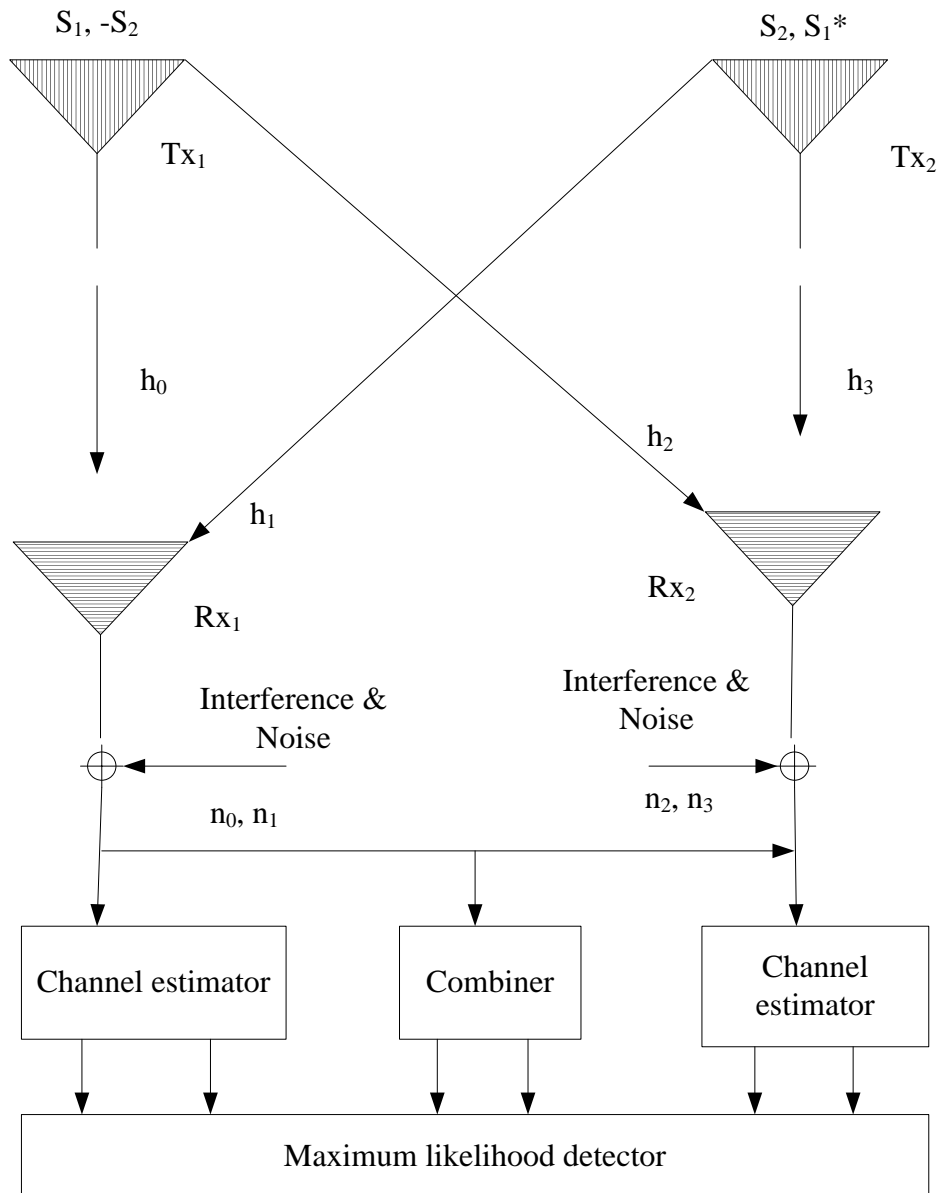 S₁, -S₂
S₂, S₁*
Tx₁
Tx₂
h₀
h₃
h₂
h₁
Rx₁
Rx₂
Interference &
Noise
Interference &
Noise
n₀, n₁
n₂, n₃
Channel estimator
Combiner
Channel
estimator
Maximum likelihood detector